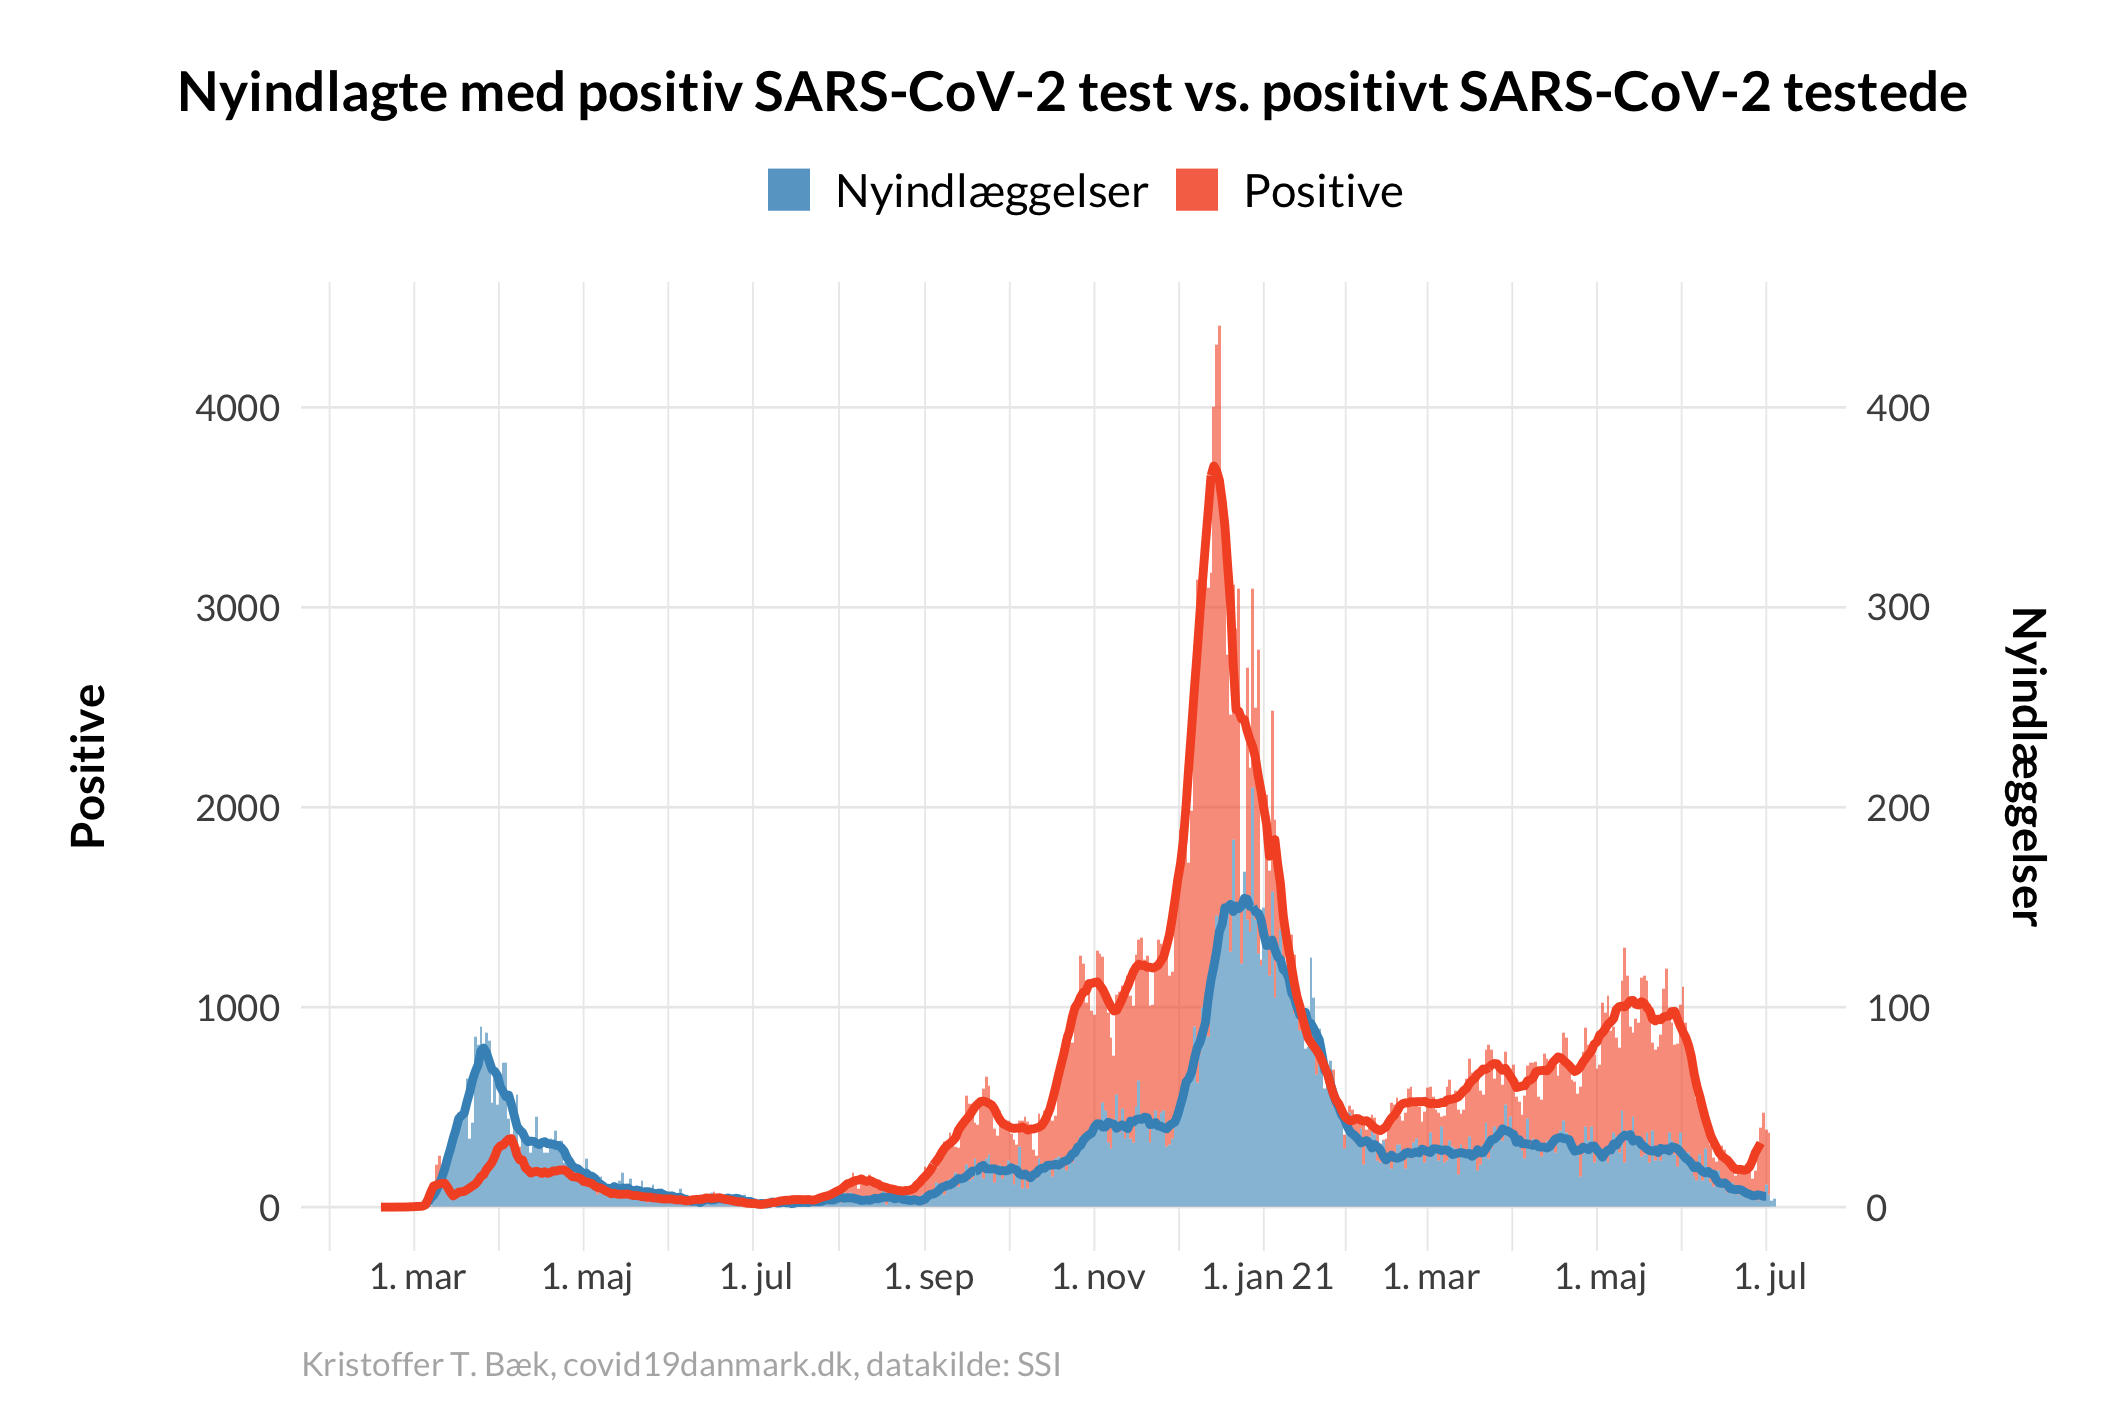 Nyindlagte med positiv SARS-CoV-2 test vs. positivt SARS-CoV-2 testede
Nyindlæggelser Positive
4000 400
3000 300
2000 200
1000 100
0 0
Positive
Nyindlæggelser
1. mar 1. maj 1. jul 1. sep 1. nov 1. jan 21 1. mar 1. maj 1. jul
Kristoffer T. Bæk, covid19danmark.dk, datakilde: SSI